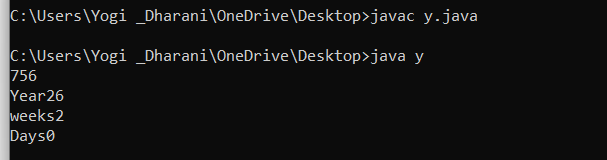 C:\Users\Yogi _Dharani\OneDrive\Desktop>javac y.java
C:\Users\Yogi _Dharani\OneDrive\Desktop>java y
756
Year26
weeks2
Days0